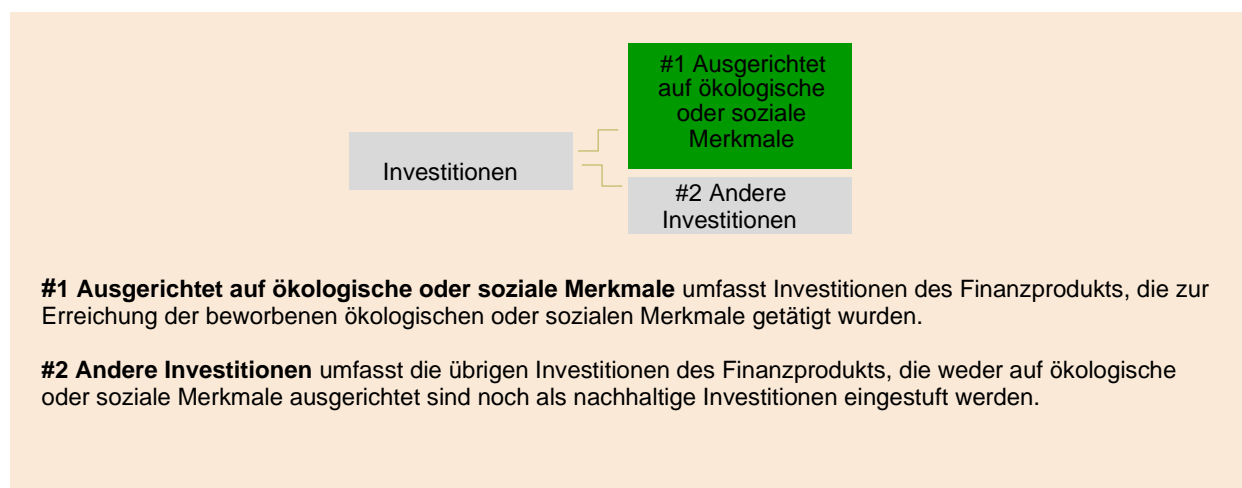 #1 Ausgerichtet
auf ökologische
oder soziale
Merkmale
Investitionen
#2 Andere
Investitionen
#1 Ausgerichtet auf ökologische oder soziale Merkmale umfasst Investitionen des Finanzprodukts, die zur
Erreichung der beworbenen ökologischen oder sozialen Merkmale getätigt wurden.
#2 Andere Investitionen umfasst die übrigen Investitionen des Finanzprodukts, die weder auf ökologische
oder soziale Merkmale ausgerichtet sind noch als nachhaltige Investitionen eingestuft werden.